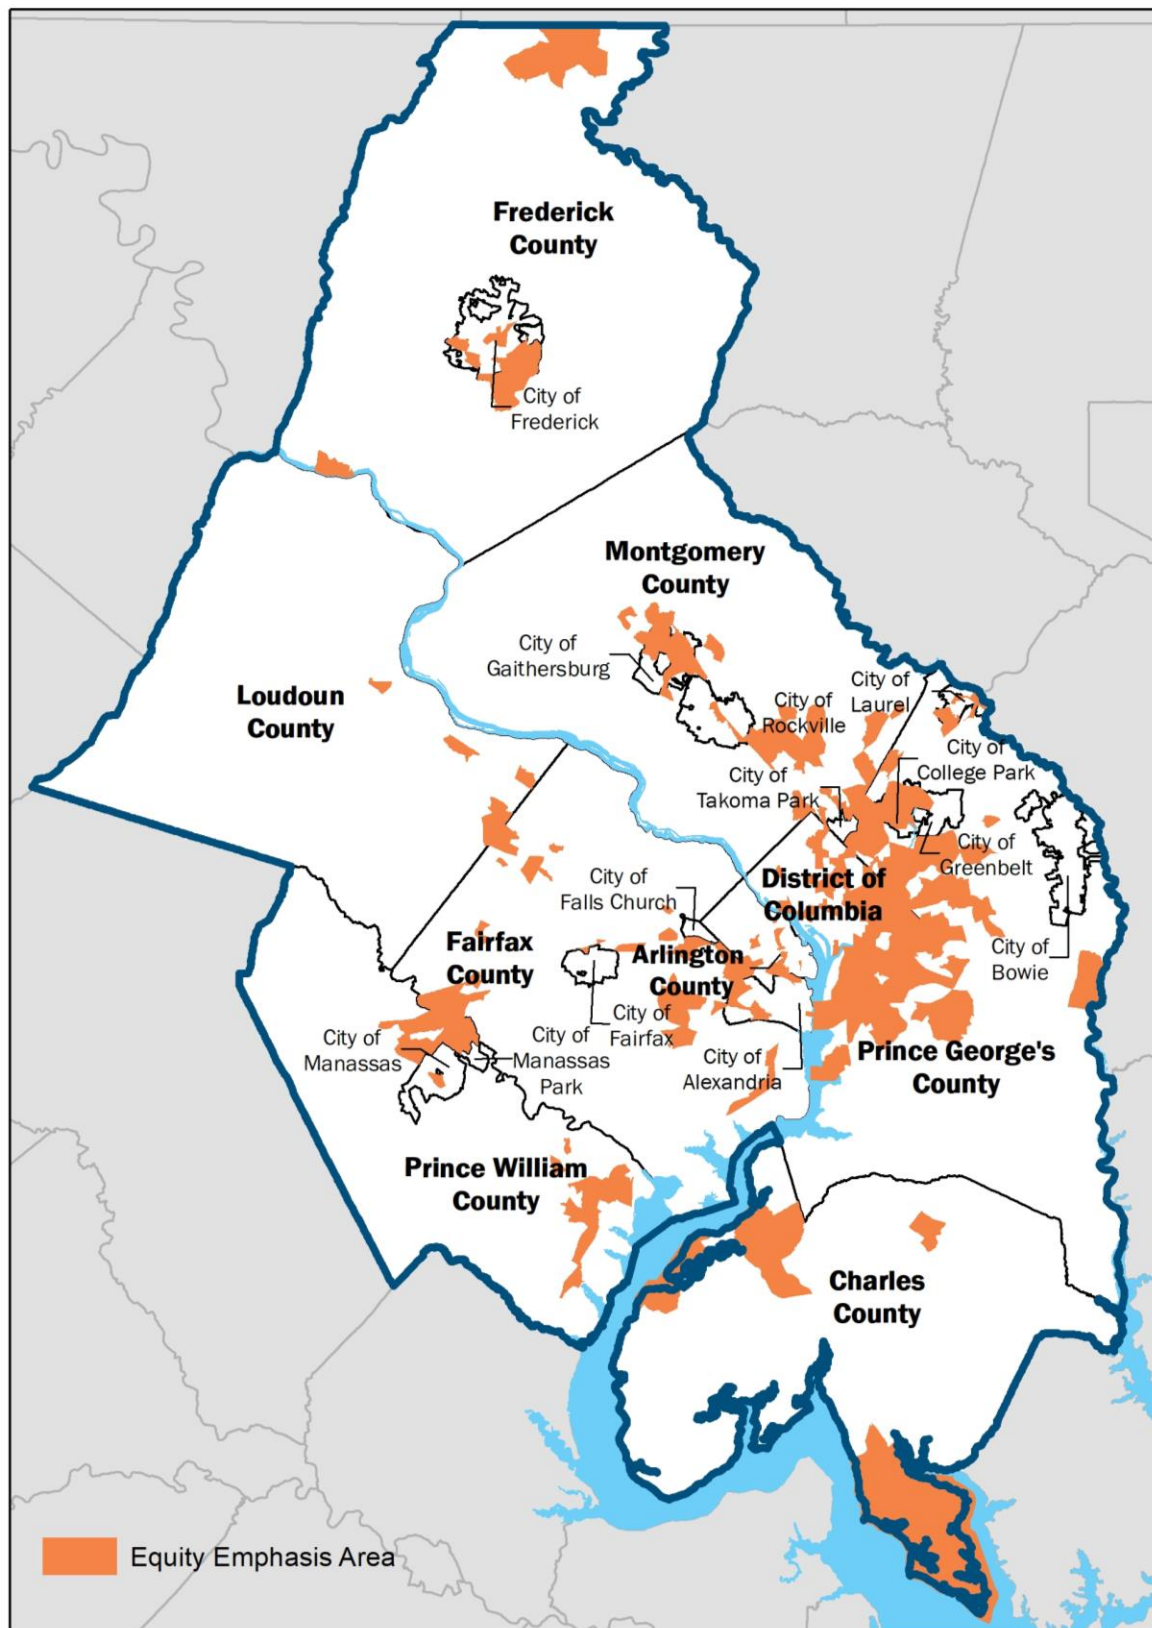 Frederick
County
City of
Frederick
Montgomery
County
City of
Gaithersburg
City of
Laurel
Loudoun
County
City of
Rockville
City of
College Park
City of
Takoma Park
City of
Greenbelt
City of
Falls Church
District of
Columbia
Fairfax
County
Arlington
County
City of
Bowie
City of
Fairfax
City of
Manassas
City of
Manassas
Park
City of
Alexandria
Prince George's
County
Prince William
County
Charles
County
Equity Emphasis Area